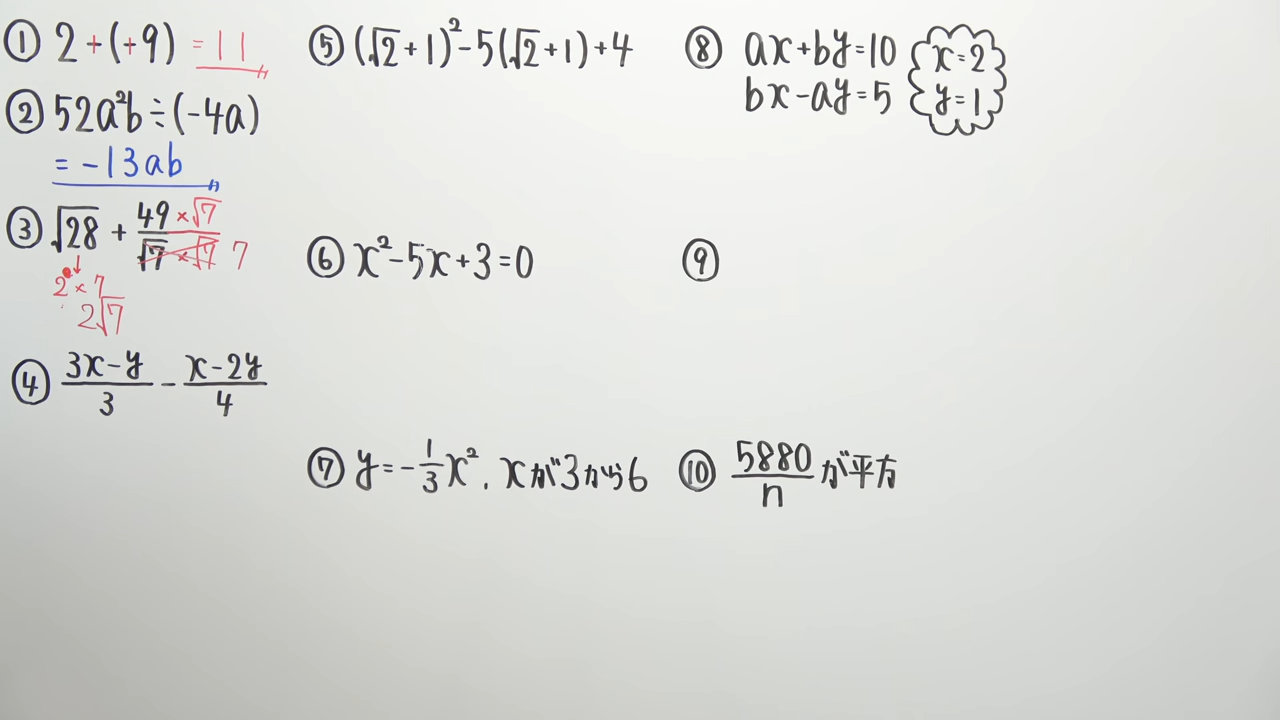 ① 2+(+9) =11
② 52a²b÷(-4a)
= -13ab
③ √28 + 49×√7/√7×√7 7
2²×7
2√7
④ 3x-y/3 - x-2y/4
⑤ (√2+1)²-5(√2+1)+4
⑥ x²-5x+3=0
⑦ y=-1/3x², xが3から6
⑧ ax+by=10
bx-ay=5
x=2
y=1
⑨
⑩ 5880/n が平方